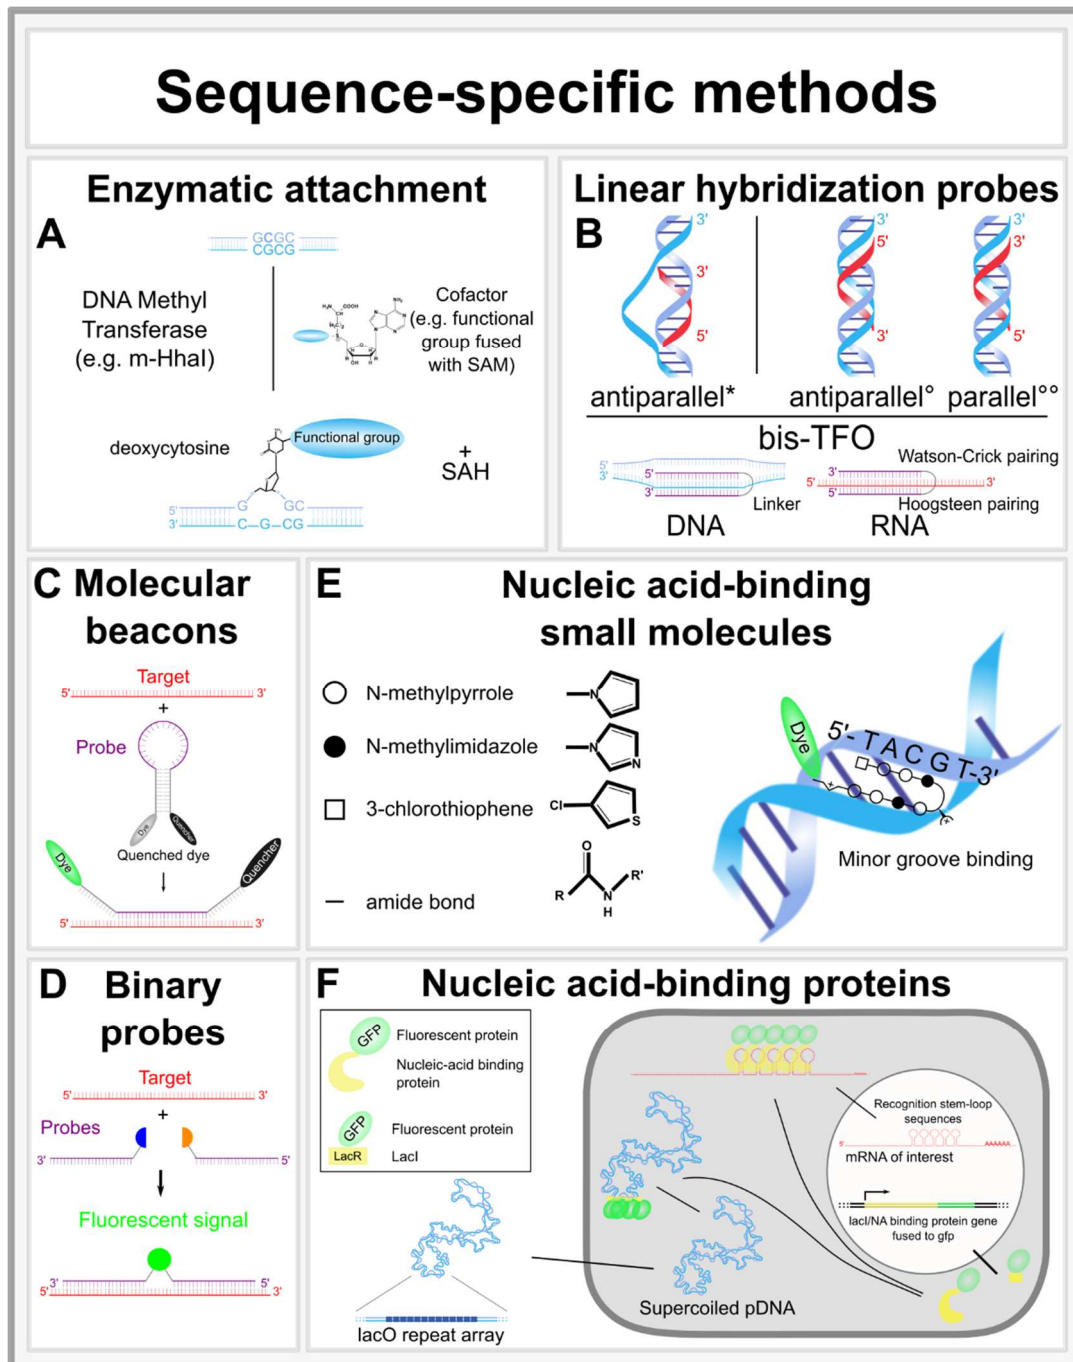 Sequence-specific methods
Enzymatic attachment
A
GCGC
CGCG
DNA Methyl
Transferase
(e.g. m-HhaI)
H₂N
COOH
NH₂
OH
Cofactor
(e.g. functional
group fused
with SAM)
deoxycytosine
Functional group
+
SAH
5'
G
GC
3'
C-G-CG
Linear hybridization probes
B
3'
3'
5'
antiparallel*
3'
5'
3'
antiparallel°
3'
3'
5'
parallel°°
bis-TFO
5'
3'
5'
3'
Linker
DNA
Watson-Crick pairing
3'
5'
3'
5'
Hoogsteen pairing
RNA
C Molecular
beacons
Target
5'
3'
+
Probe
Dye
Quencher
Quenched dye
Dye
Quencher
5'
3'
E
Nucleic acid-binding
small molecules
N-methylpyrrole
N
N-methylimidazole
N
N
3-chlorothiophene
Cl
S
amide bond
O
R
N
H
R'
Dye
5'-TACGT-3'
+
Minor groove binding
D Binary
probes
Target
5'
3'
+
Probes
3'
5'
Fluorescent signal
3'
5'
5'
3'
F
Nucleic acid-binding proteins
GFP
Fluorescent protein
Nucleic-acid binding
protein
GFP
Fluorescent protein
LacR
LacI
lacO repeat array
Supercoiled pDNA
Recognition stem-loop
sequences
5'
AAAAAA
mRNA of interest
lacI/NA binding protein gene
fused to gfp